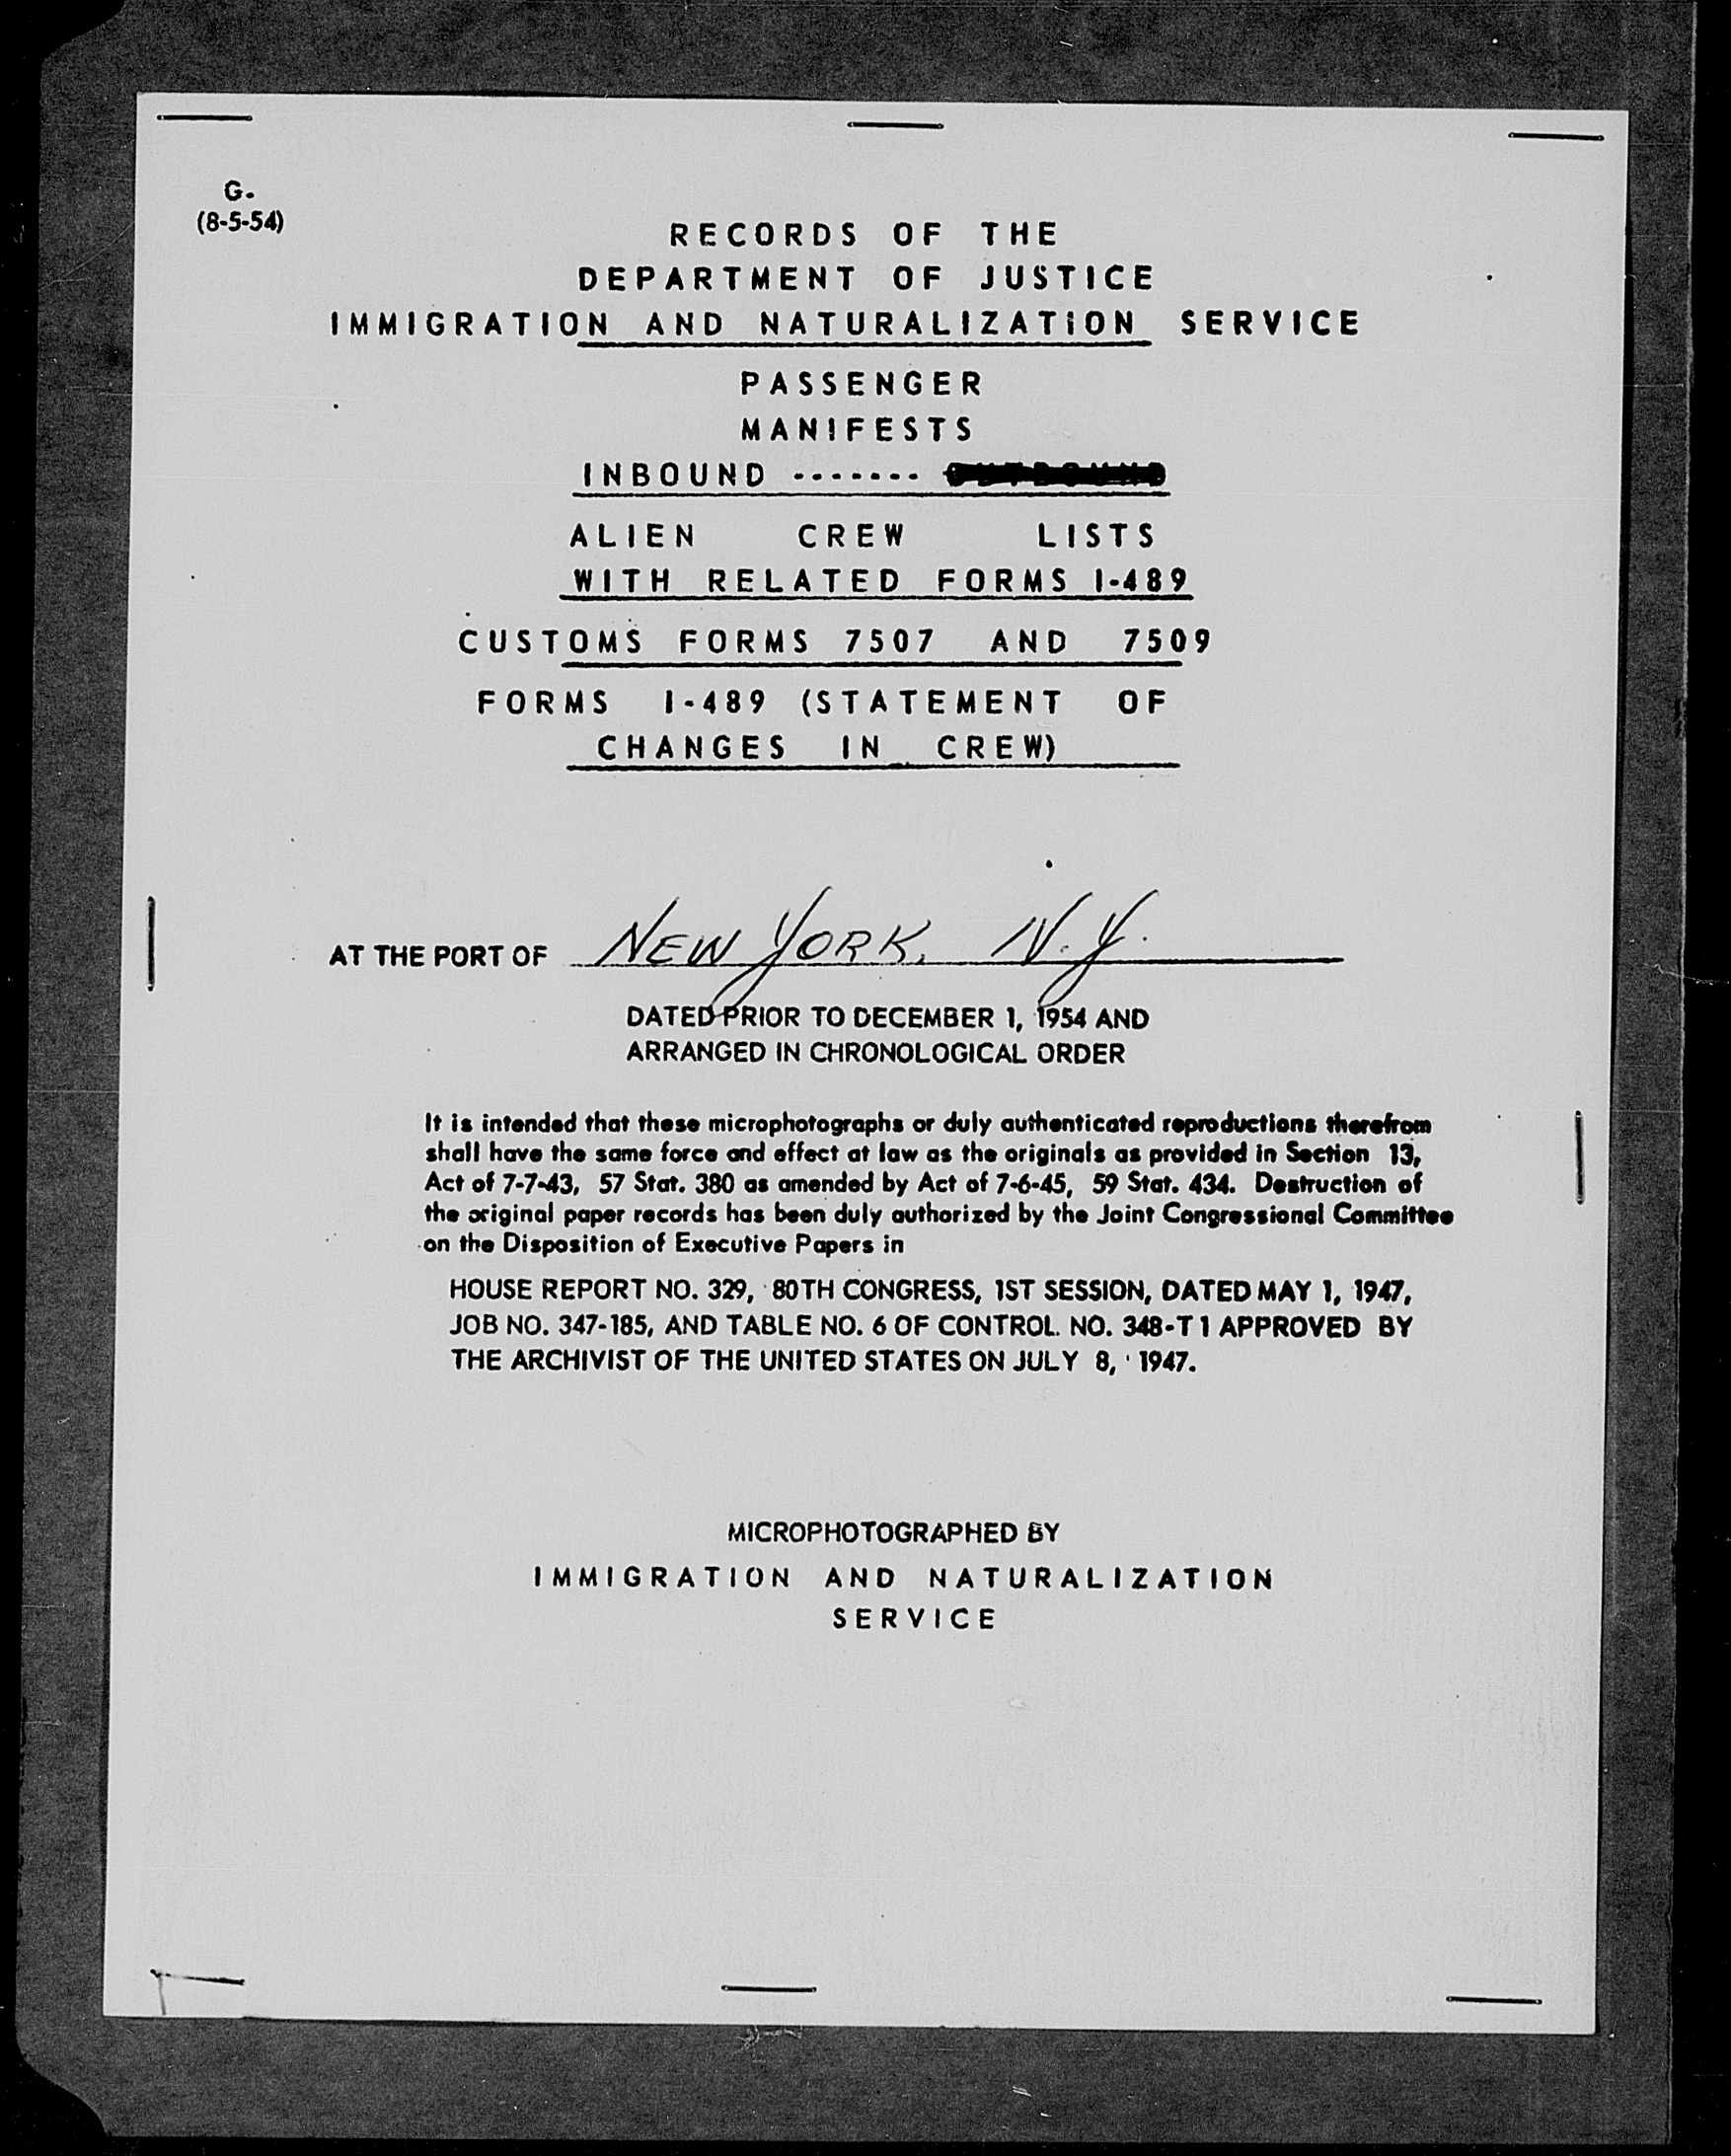 G.
(8-5-54)
RECORDS OF THE
DEPARTMENT OF JUSTICE
IMMIGRATION AND NATURALIZATION SERVICE
PASSENGER
MANIFESTS
INBOUND ------- OUTBOUND
ALIEN CREW LISTS
WITH RELATED FORMS I-489
CUSTOMS FORMS 7507 AND 7509
FORMS I-489 (STATEMENT OF
CHANGES IN CREW)
AT THE PORT OF NEW YORK, N.Y.
DATED PRIOR TO DECEMBER 1, 1954 AND
ARRANGED IN CHRONOLOGICAL ORDER
It is intended that these microphotographs or duly authenticated reproductions therefrom
shall have the same force and effect at law as the originals as provided in Section 13,
Act of 7-7-43, 57 Stat. 380 as amended by Act of 7-6-45, 59 Stat. 434. Destruction of
the original paper records has been duly authorized by the Joint Congressional Committee
on the Disposition of Executive Papers in
HOUSE REPORT NO. 329, 80TH CONGRESS, 1ST SESSION, DATED MAY 1, 1947,
JOB NO. 347-185, AND TABLE NO. 6 OF CONTROL NO. 348-T1 APPROVED BY
THE ARCHIVIST OF THE UNITED STATES ON JULY 8, 1947.
MICROPHOTOGRAPHED BY
IMMIGRATION AND NATURALIZATION
SERVICE